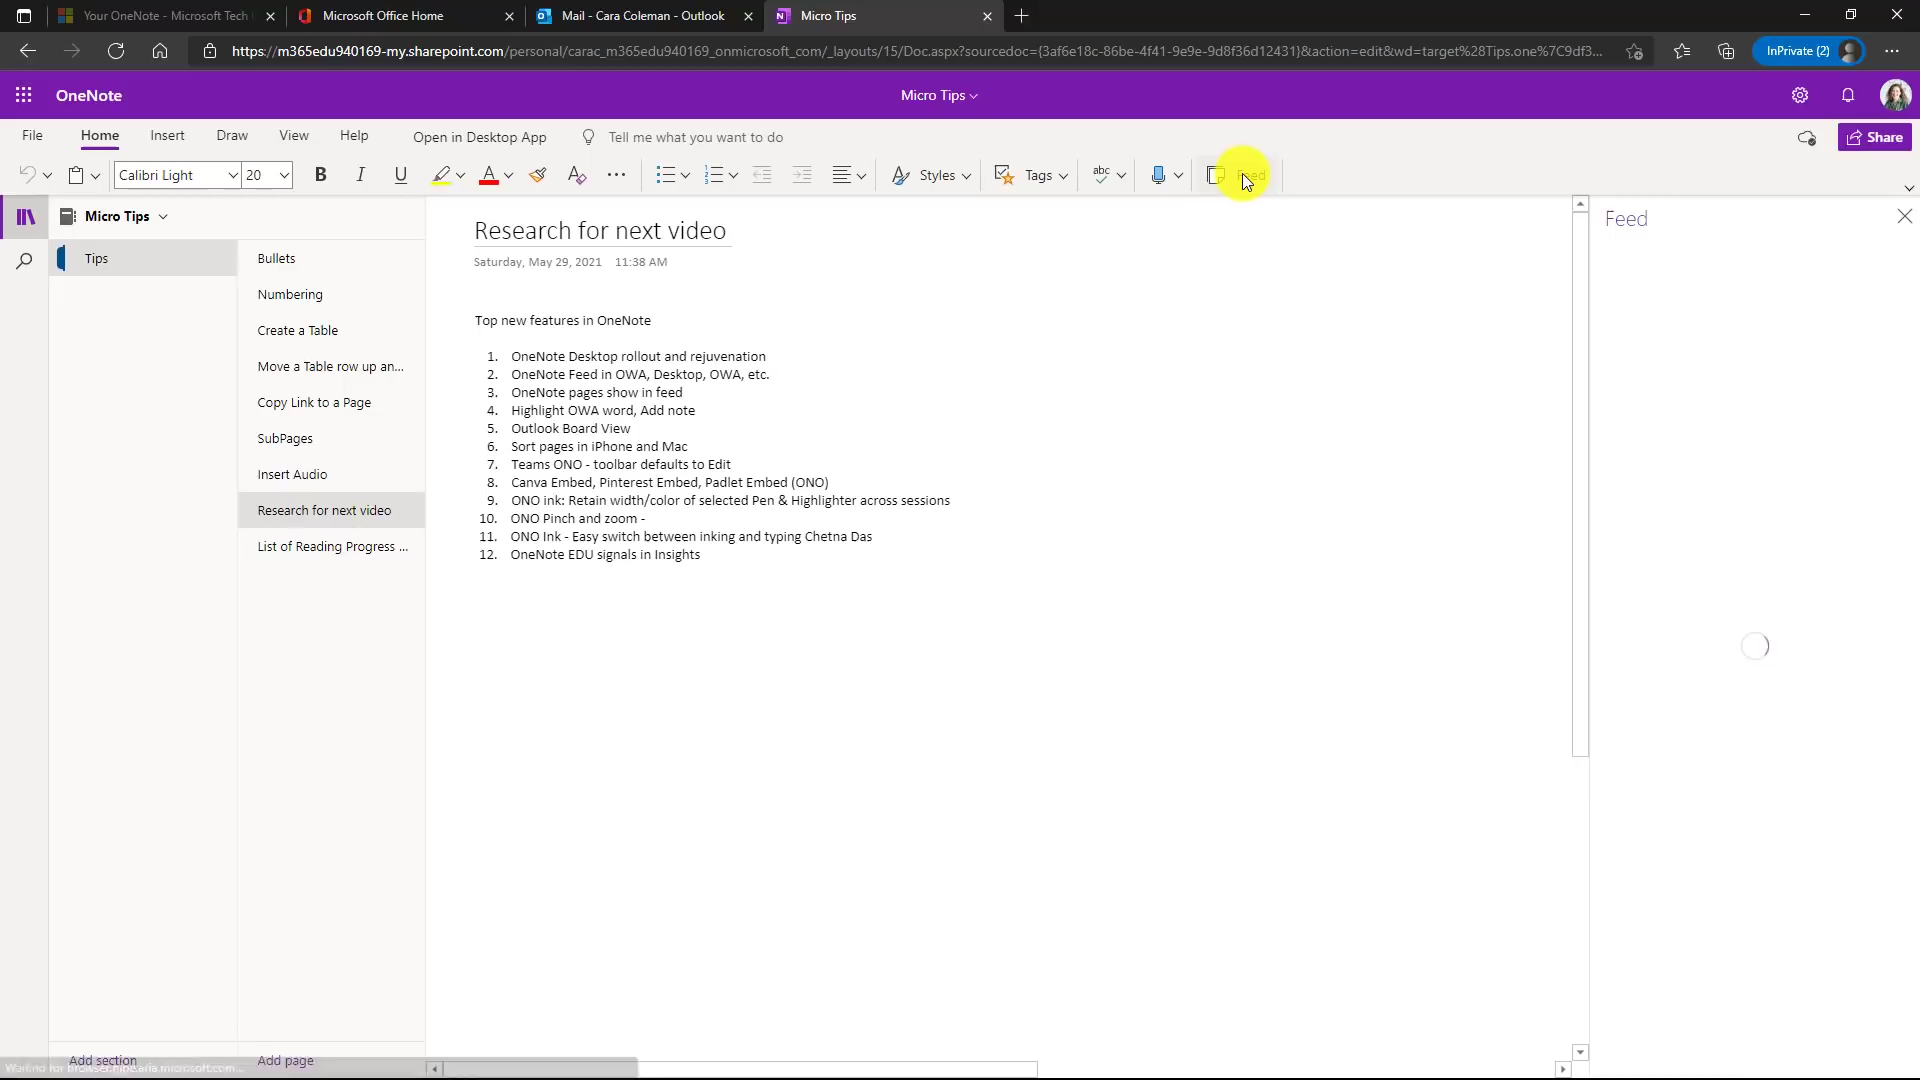 Your OneNote - Microsoft Tech
Microsoft Office Home
Mail - Cara Coleman - Outlook
Micro Tips
https://m365edu940169-my.sharepoint.com/personal/carac_m365edu940169_onmicrosoft_com/_layouts/15/Doc.aspx?sourcedoc={3af6e18c-86be-4f41-9e9e-9d8f36d12431}&action=edit&wd=target%28Tips.one%7C9df3...
InPrivate (2)
OneNote
Micro Tips
File
Home
Insert
Draw
View
Help
Open in Desktop App
Tell me what you want to do
Share
Calibri Light
20
B
I
U
A
Styles
Tags
abc
Feed
Micro Tips
Tips
Bullets
Numbering
Create a Table
Move a Table row up an...
Copy Link to a Page
SubPages
Insert Audio
Research for next video
List of Reading Progress ...
Add section
Add page
Research for next video
Saturday, May 29, 2021 11:38 AM
Top new features in OneNote
1. OneNote Desktop rollout and rejuvenation
2. OneNote Feed in OWA, Desktop, OWA, etc.
3. OneNote pages show in feed
4. Highlight OWA word, Add note
5. Outlook Board View
6. Sort pages in iPhone and Mac
7. Teams ONO - toolbar defaults to Edit
8. Canva Embed, Pinterest Embed, Padlet Embed (ONO)
9. ONO ink: Retain width/color of selected Pen & Highlighter across sessions
10. ONO Pinch and zoom -
11. ONO Ink - Easy switch between inking and typing Chetna Das
12. OneNote EDU signals in Insights
Feed
Waiting for browser.pipe.aria.microsoft.com...